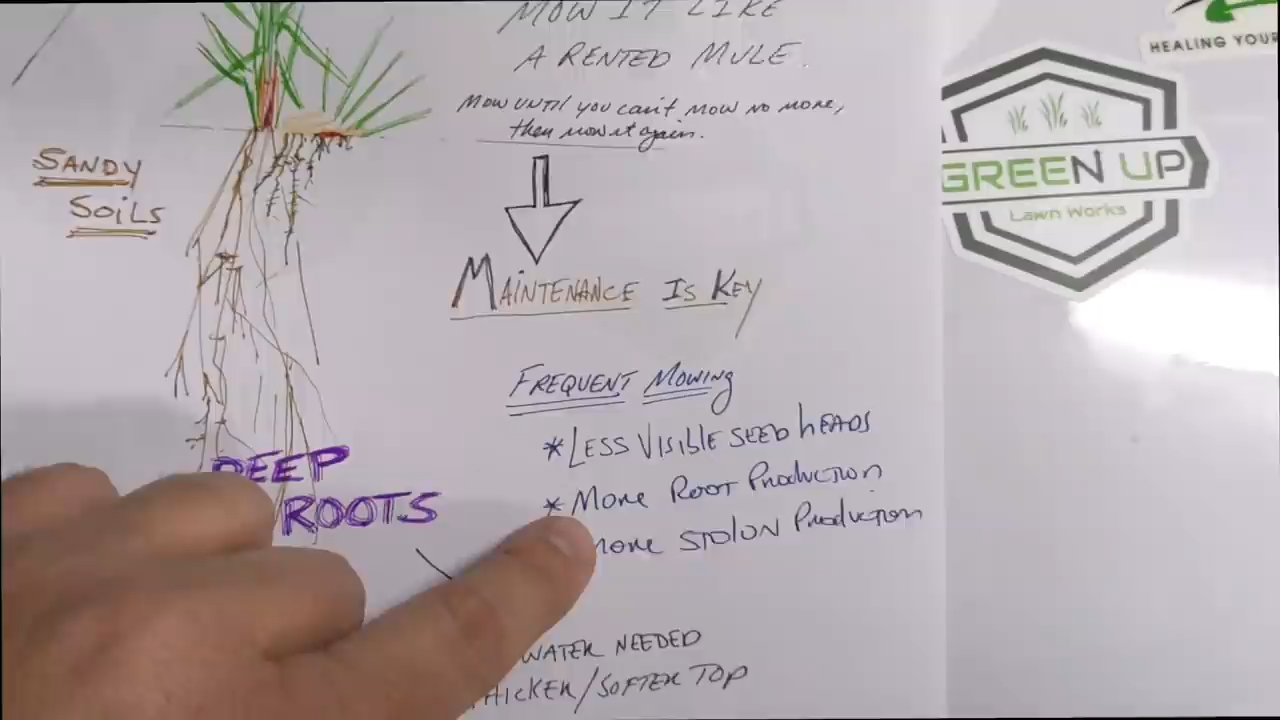 MOW IT LIKE
A RENTED MULE.
MOW UNTIL YOU CAN'T MOW NO MORE,
then mow it again.
SANDY
SOILS
MAINTENANCE IS KEY
FREQUENT MOWING
* LESS VISIBLE SEED HEADS
* MORE ROOT PRODUCTION
MORE STOLON PRODUCTION
DEEP
ROOTS
WATER NEEDED
THICKER/SOFTER TOP
HEALING YOUR
GREEN UP
Lawn Works